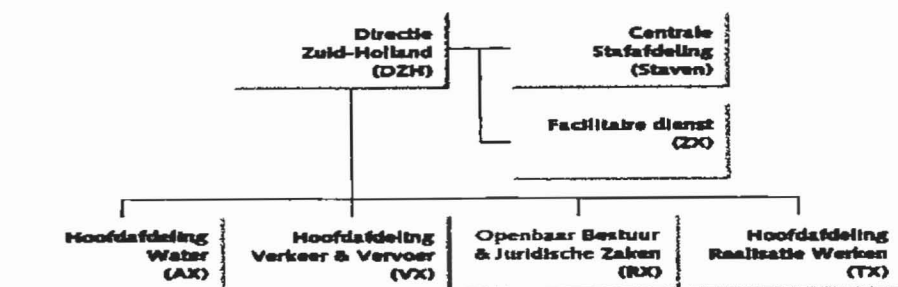 Directie
Zuid-Holland
(DZH)
Centrale
Stafafdeling
(Staven)
Facilitaire dienst
(ZX)
Hoofdafdeling
Water
(AX)
Hoofdafdeling
Verkeer & Vervoer
(VX)
Openbaar Bestuur
& Juridische Zaken
(RX)
Hoofdafdeling
Realisatie Werken
(TX)